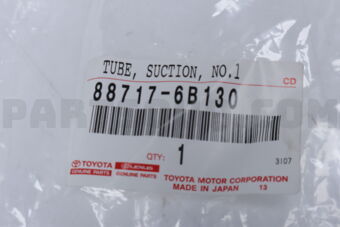 TUBE, SUCTION, NO.1
CD
88717-6B130
QTY: 1
3107
TOYOTA
GENUINE PARTS
LEXUS
GENUINE PARTS
TOYOTA MOTOR CORPORATION
MADE IN JAPAN 13